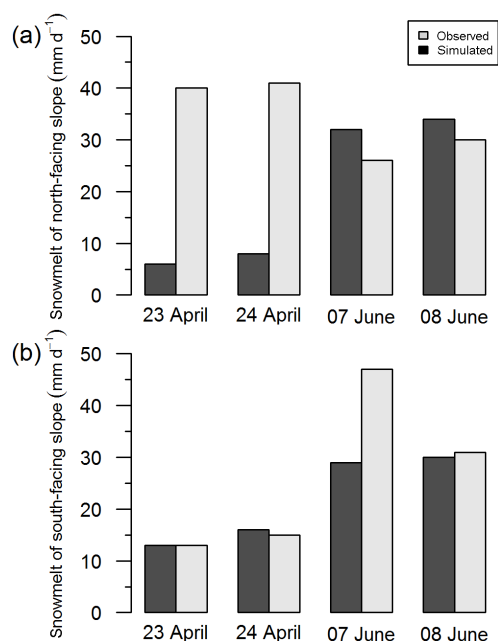 (a)
Observed
Simulated
Snowmelt of north-facing slope (mm d⁻¹)
50
40
30
20
10
0
23 April 24 April 07 June 08 June
(b)
Snowmelt of south-facing slope (mm d⁻¹)
50
40
30
20
10
0
23 April 24 April 07 June 08 June